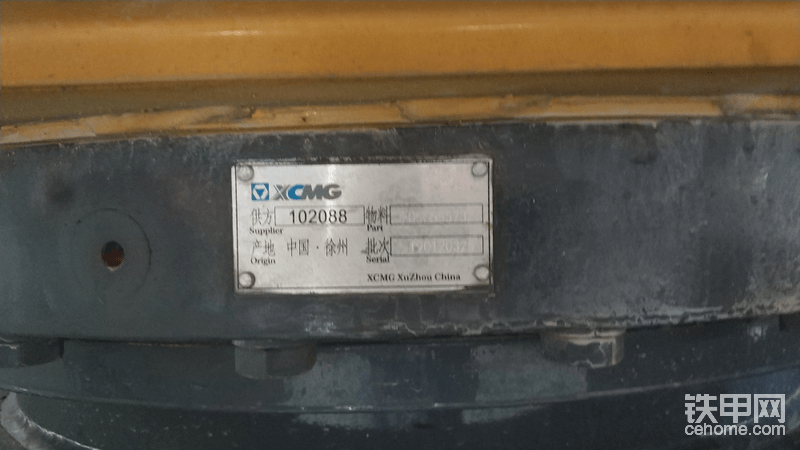 XCMG
供方 102088 物料
Supplier Part
产地 中国·徐州 批次
Origin Serial
XCMG XuZhou China
铁甲网
cehome.com